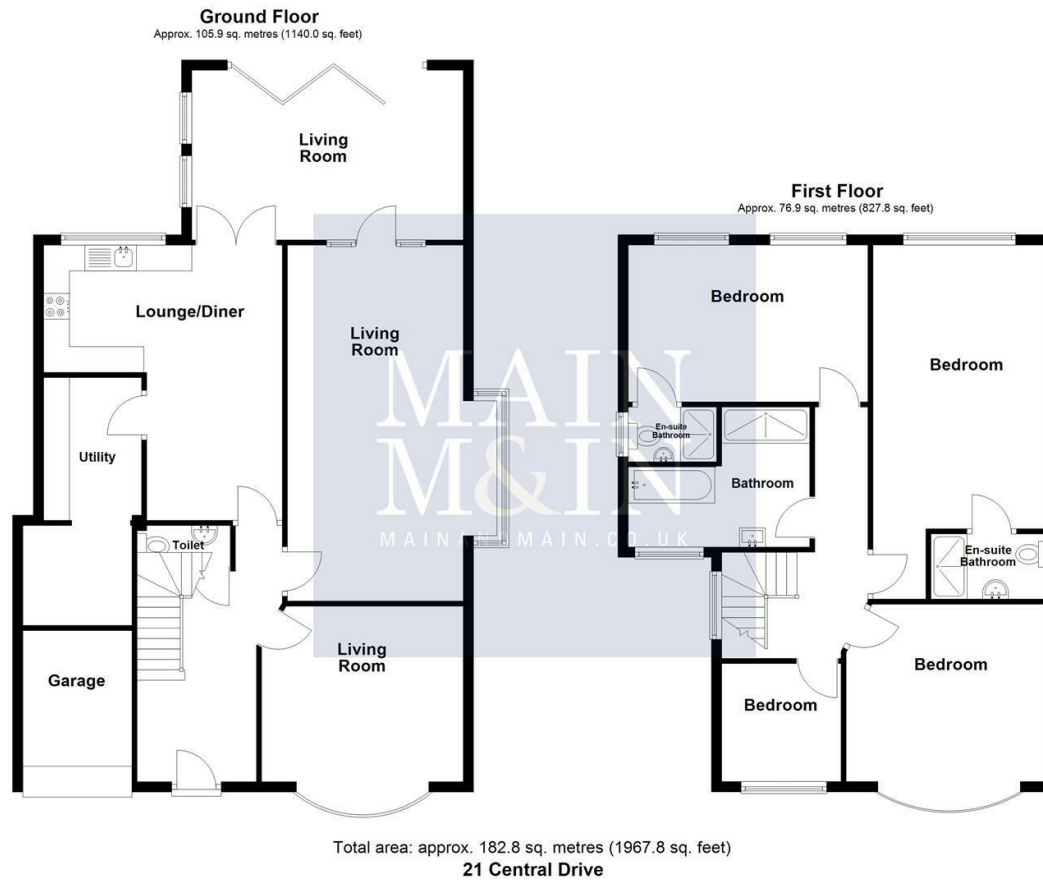 Ground Floor
Approx. 105.9 sq. metres (1140.0 sq. feet)
Living
Room
Lounge/Diner
Living
Room
Utility
Toilet
Living
Room
Garage
First Floor
Approx. 76.9 sq. metres (827.8 sq. feet)
Bedroom
Bedroom
En-suite
Bathroom
Bathroom
En-suite
Bathroom
Bedroom
Bedroom
MAIN
M&IN
MAINANDMAIN.CO.UK
Total area: approx. 182.8 sq. metres (1967.8 sq. feet)
21 Central Drive